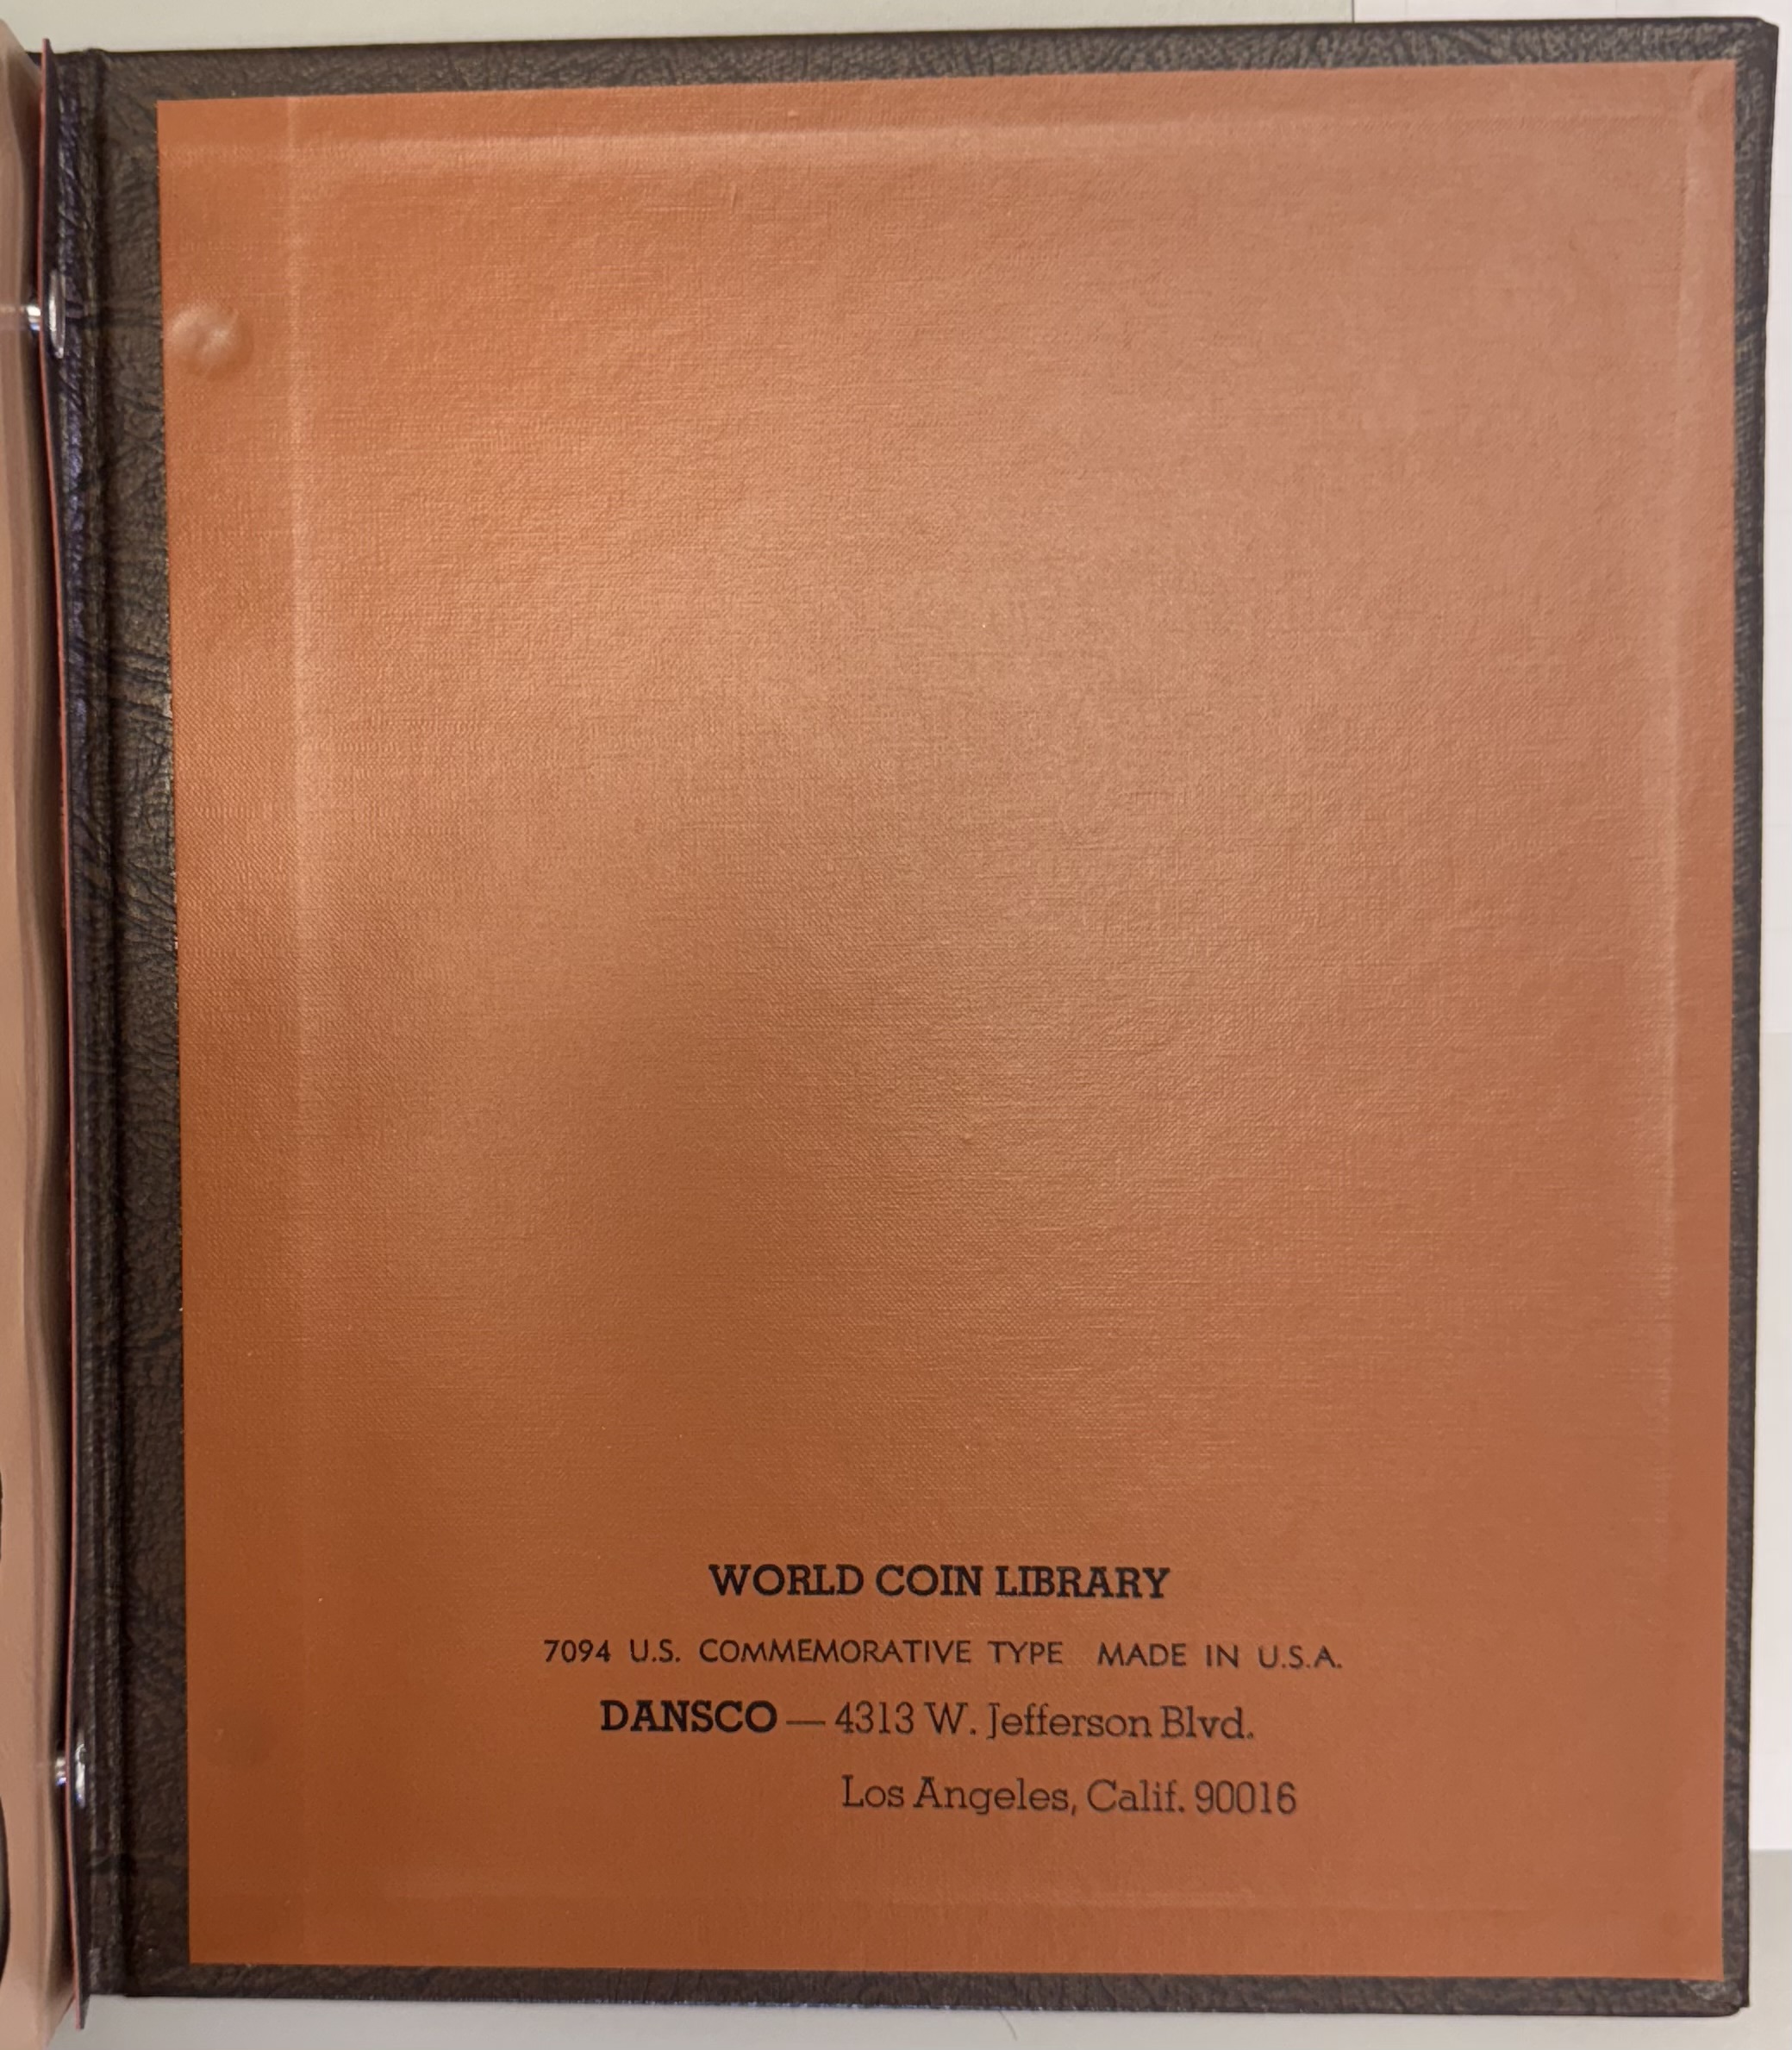 WORLD COIN LIBRARY
7094 U.S. COMMEMORATIVE TYPE MADE IN U.S.A.
DANSCO — 4313 W. Jefferson Blvd.
Los Angeles, Calif. 90016